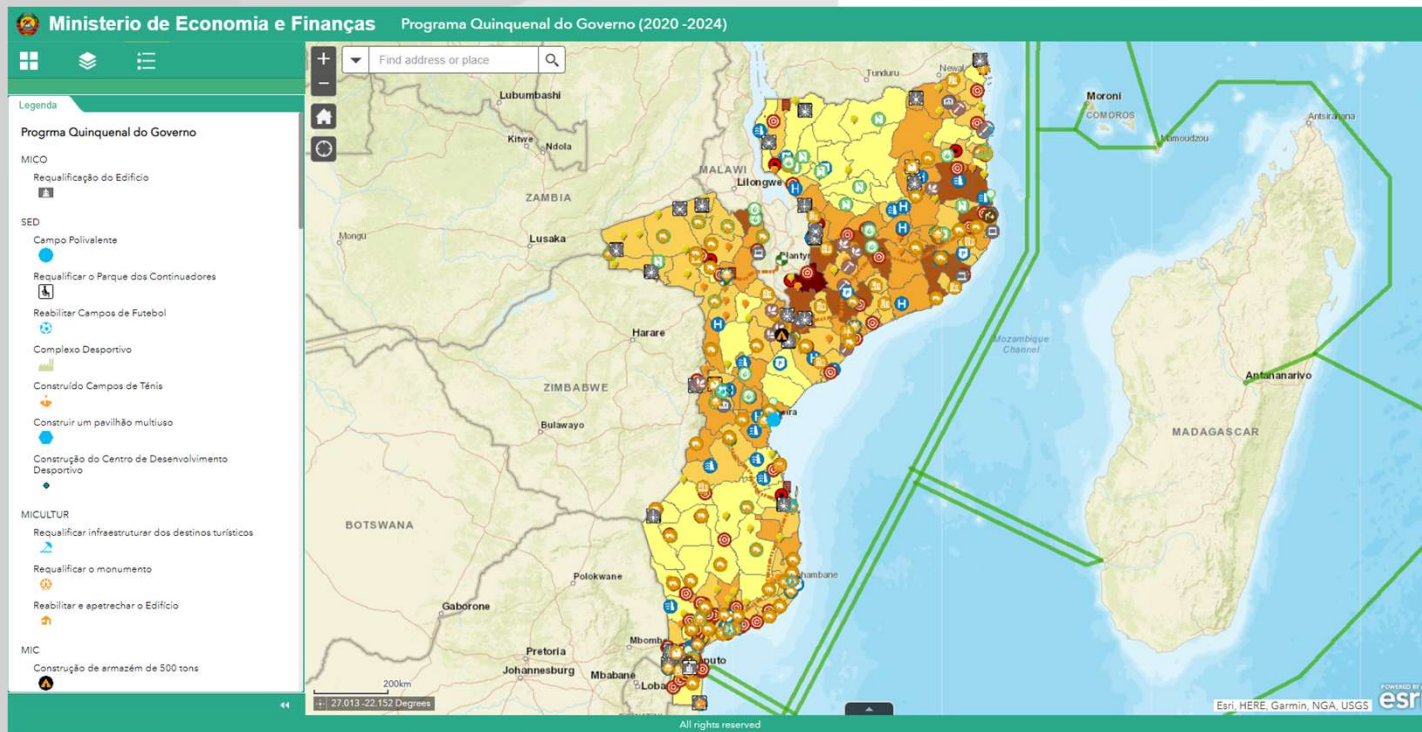 Ministerio de Economia e Finanças Programa Quinquenal do Governo (2020 -2024)
Find address or place
Legenda
Progrma Quinquenal do Governo
MICO
Requalificação do Edificio
SED
Campo Polivalente
Requalificar o Parque dos Continuadores
Reabilitar Campos de Futebol
Complexo Desportivo
Construído Campos de Ténis
Construir um pavilhão multiuso
Construção do Centro de Desenvolvimento
Desportivo
MICULTUR
Requalificar infraestruturar dos destinos turísticos
Requalificar o monumento
Reabilitar e apetrechar o Edifício
MIC
Construção de armazém de 500 tons
Tunduru
Lubumbashi
Moroni
COMOROS
Antsiranana
Kitwe
Ndola
Mamoudzou
MALAWI
Lilongwe
ZAMBIA
Mongu
Lusaka
Harare
Mozambique
Channel
ZIMBABWE
Antananarivo
Bulawayo
MADAGASCAR
BOTSWANA
Polokwane
Gaborone
Pretoria
Johannesburg
Mbabane
200km
27.013 -22.152 Degrees
Esri, HERE, Garmin, NGA, USGS
POWERED BY
esri
All rights reserved